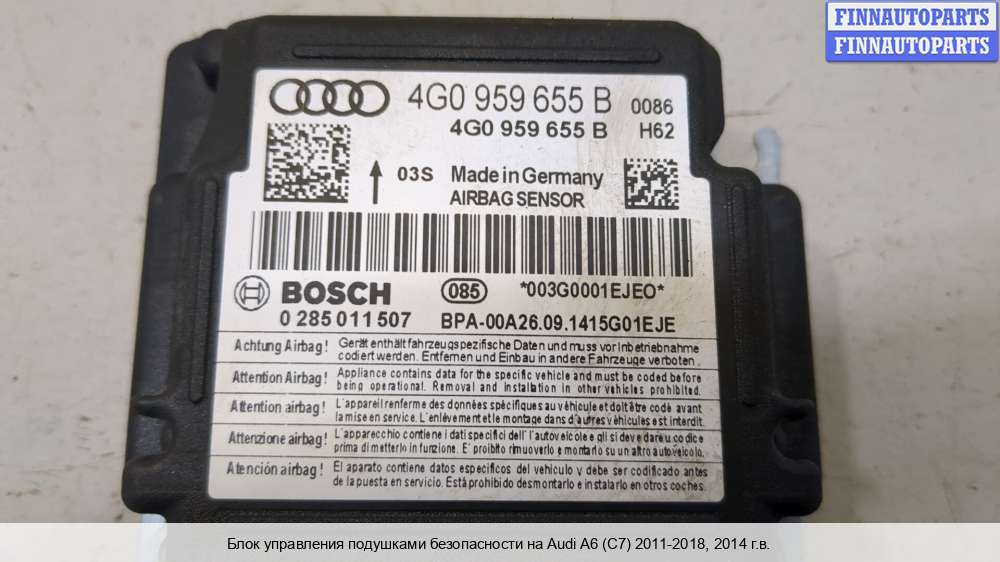 FINNAUTOPARTS
FINNAUTOPARTS
4G0 959 655 B 0086
4G0 959 655 B H62
03S Made in Germany
AIRBAG SENSOR
BOSCH 085 *003G0001EJE0*
0 285 011 507 BPA-00A26.09.1415G01EJE
Achtung Airbag! Gerät enthält fahrzeugspezifische Daten und muss vor Inbetriebnahme
codiert werden. Entfernen und Einbau in andere Fahrzeuge verboten.
Attention Airbag! Appliance contains data for the specific vehicle and must be coded before
being operational. Removal and Installation in other vehicles prohibited.
Attention airbag! L'appareil renferme des données spécifiques au véhicule et doit être codé avant
la mise en service. L'enlèvement et le montage dans d'autres véhicules est interdit.
Attenzione airbag! L'apparecchio contiene i dati specifici dell'autoveicolo e gli si deve dare u codice
prima di metterlo in funzione. E' proibito rimuoverlo e montarlo su un altro autoveicolo.
Atención airbag! El aparato contiene datos especificos del vehiculo y debe ser codificado antes
de la puesta en servicio. Está prohibido desmontarlo e instalarlo en otros coches.
Блок управления подушками безопасности на Audi A6 (C7) 2011-2018, 2014 г.в.